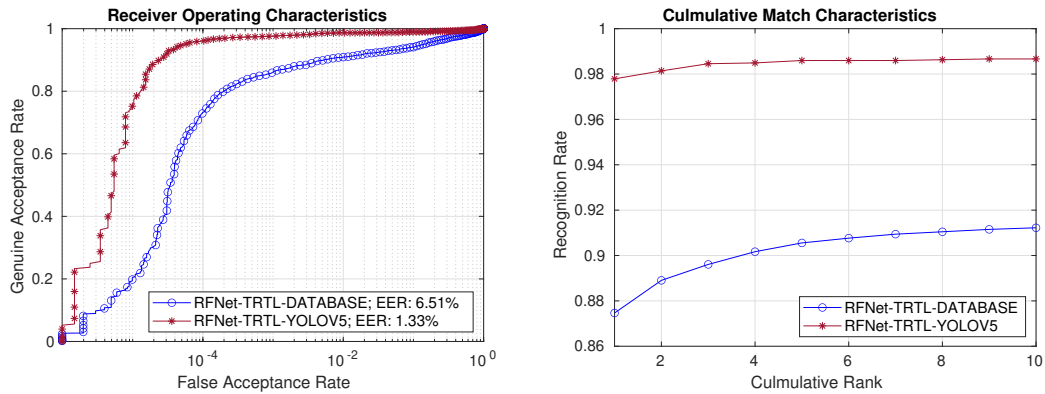 Receiver Operating Characteristics
1
0.8
0.6
0.4
0.2
0
Genuine Acceptance Rate
RFNet-TRTL-DATABASE; EER: 6.51%
RFNet-TRTL-YOLOV5; EER: 1.33%
10^-4
10^-2
10^0
False Acceptance Rate
Culmulative Match Characteristics
1
0.98
0.96
0.94
0.92
0.9
0.88
0.86
Recognition Rate
RFNet-TRTL-DATABASE
RFNet-TRTL-YOLOV5
2
4
6
8
10
Culmulative Rank